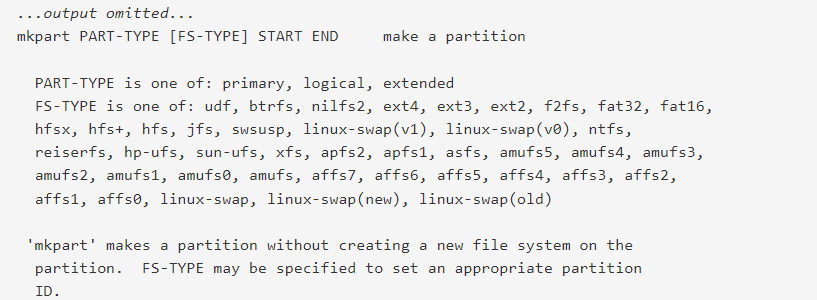 ...output omitted...
mkpart PART-TYPE [FS-TYPE] START END     make a partition
PART-TYPE is one of: primary, logical, extended
FS-TYPE is one of: udf, btrfs, nilfs2, ext4, ext3, ext2, f2fs, fat32, fat16,
hfsx, hfs+, hfs, jfs, swsusp, linux-swap(v1), linux-swap(v0), ntfs,
reiserfs, hp-ufs, sun-ufs, xfs, apfs2, apfs1, asfs, amufs5, amufs4, amufs3,
amufs2, amufs1, amufs0, amufs, affs7, affs6, affs5, affs4, affs3, affs2,
affs1, affs0, linux-swap, linux-swap(new), linux-swap(old)
'mkpart' makes a partition without creating a new file system on the
partition.  FS-TYPE may be specified to set an appropriate partition
ID.